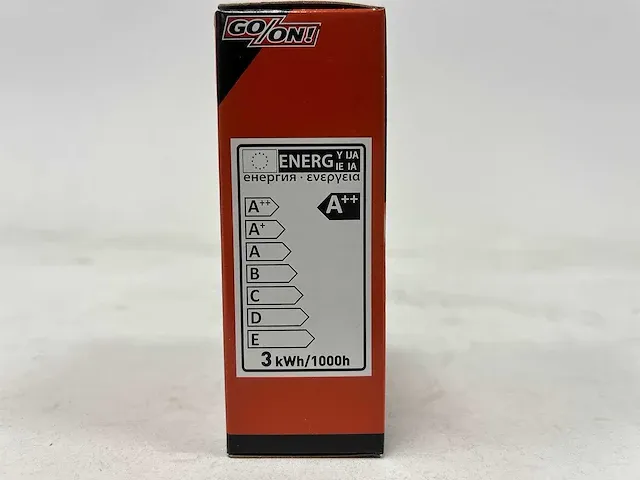 GO/ON!
ENERG Y IJA
IE IA
енергия · ενεργεια
A++
A++
A+
A
B
C
D
E
3 kWh/1000h